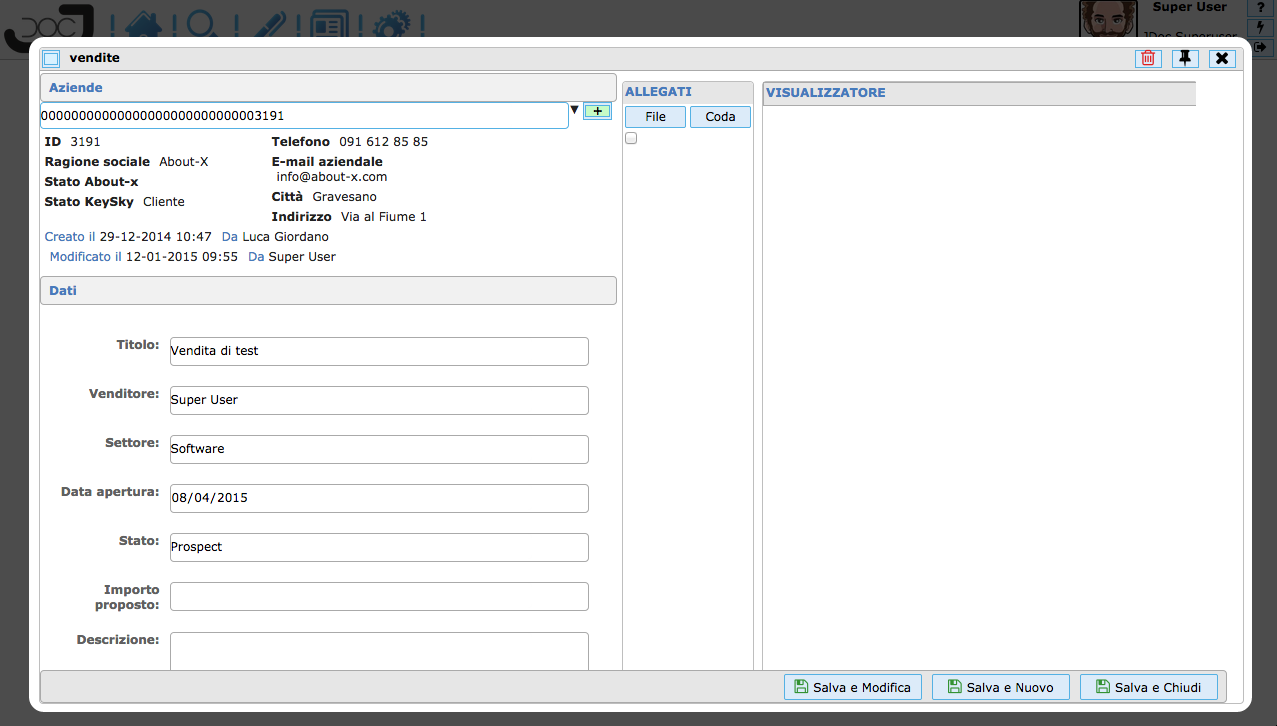 JDOC
Super User
?
JDoc Superuser
vendite
Aziende
00000000000000000000000000003191
+
ID 3191
Ragione sociale About-X
Stato About-x
Stato KeySky Cliente
Telefono 091 612 85 85
E-mail aziendale
info@about-x.com
Città Gravesano
Indirizzo Via al Fiume 1
Creato il 29-12-2014 10:47 Da Luca Giordano
Modificato il 12-01-2015 09:55 Da Super User
Dati
Titolo: Vendita di test
Venditore: Super User
Settore: Software
Data apertura: 08/04/2015
Stato: Prospect
Importo
proposto:
Descrizione:
ALLEGATI
File Coda
VISUALIZZATORE
Salva e Modifica Salva e Nuovo Salva e Chiudi